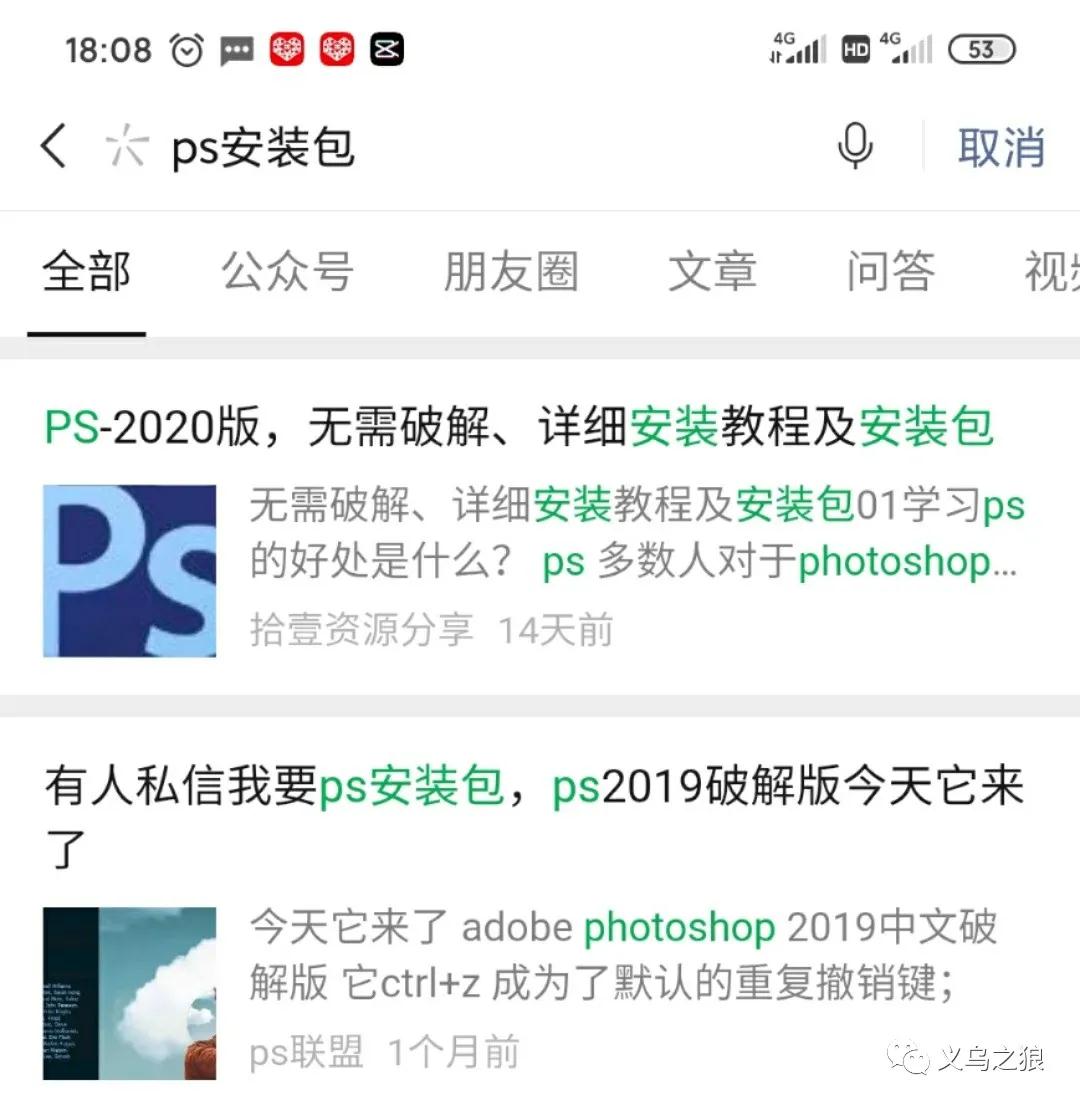 18:08 4G HD 4G 53
ps安装包 取消
全部 公众号 朋友圈 文章 问答 视
PS-2020版，无需破解、详细安装教程及安装包
Ps
无需破解、详细安装教程及安装包01学习ps
的好处是什么？ ps 多数人对于photoshop...
拾壹资源分享 14天前
有人私信我要ps安装包，ps2019破解版今天它来
了
今天它来了 adobe photoshop 2019中文破
解版 它ctrl+z 成为了默认的重复撤销键；
ps联盟 1个月前
义乌之狼